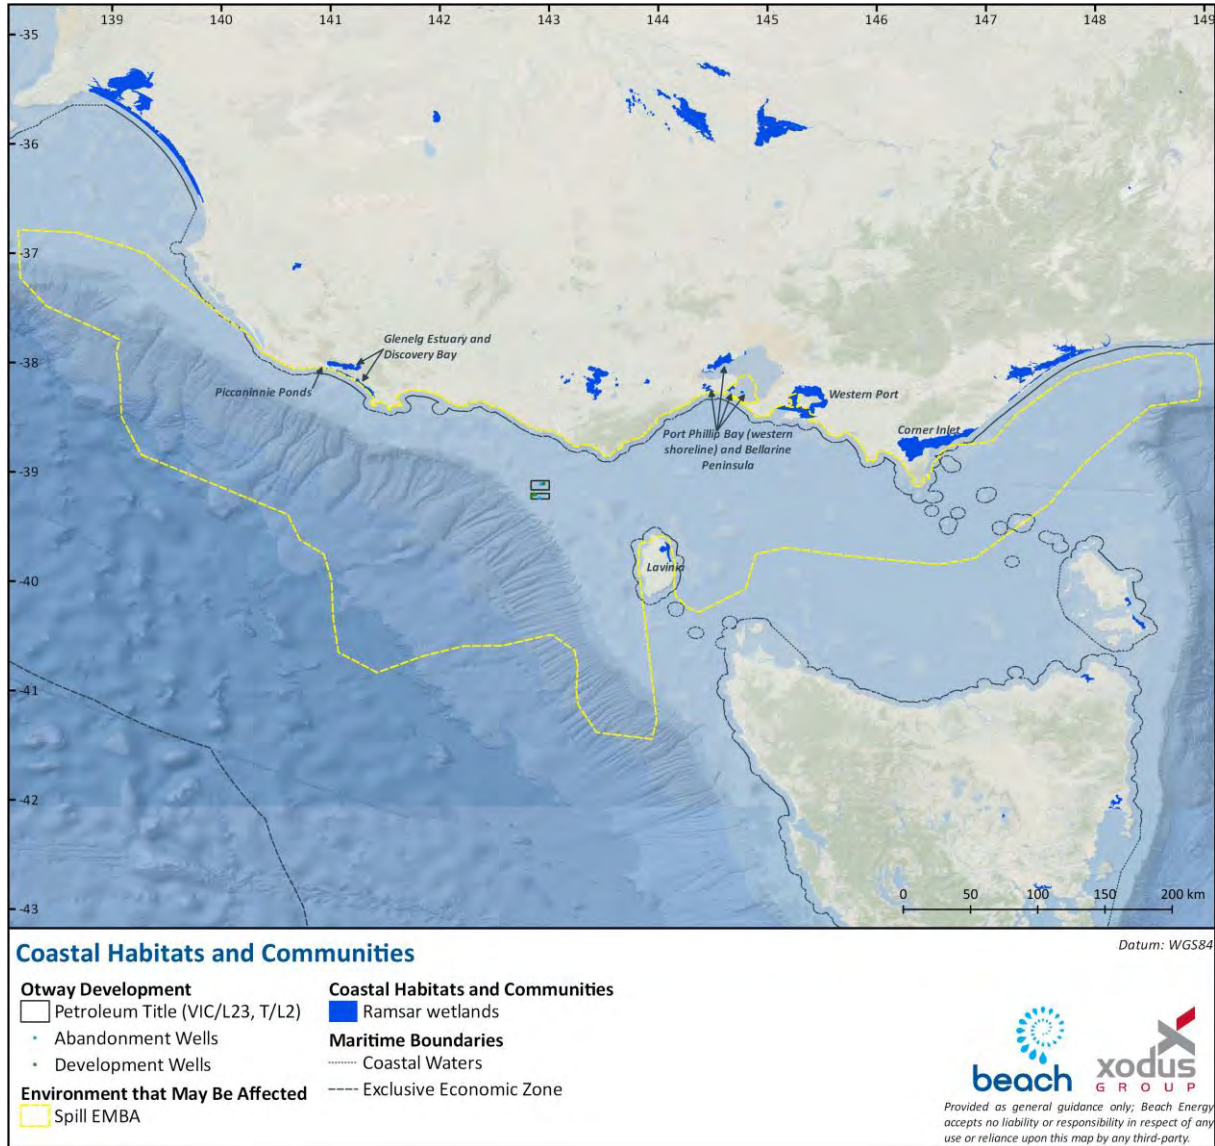 139 140 141 142 143 144 145 146 147 148 149
-35
-36
-37
-38
-39
-40
-41
-42
-43
Glenelg Estuary and
Discovery Bay
Piccaninnie Ponds
Port Phillip Bay (western
shoreline) and Bellarine
Peninsula
Western Port
Corner Inlet
Lavinia
0 50 100 150 200 km
Coastal Habitats and Communities
Datum: WGS84
Otway Development
Petroleum Title (VIC/L23, T/L2)
Abandonment Wells
Development Wells
Environment that May Be Affected
Spill EMBA
Coastal Habitats and Communities
Ramsar wetlands
Maritime Boundaries
Coastal Waters
Exclusive Economic Zone
beach
xodus
GROUP
Provided as general guidance only; Beach Energy
accepts no liability or responsibility in respect of any
use or reliance upon this map by any third-party.